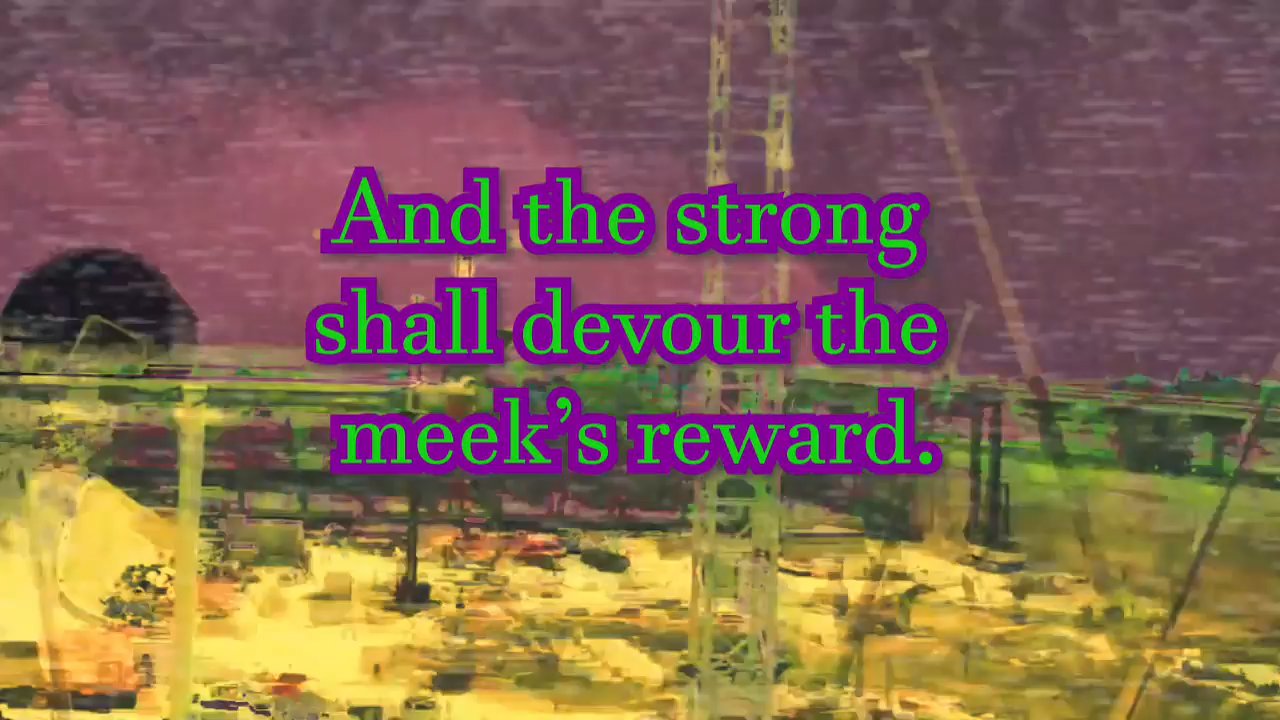 And the strong
shall devour the
meek’s reward.